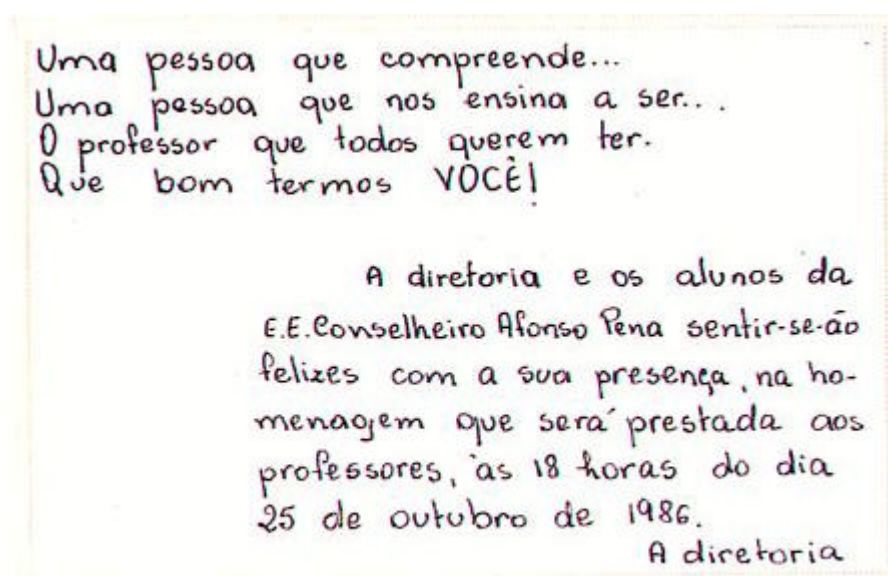 Uma pessoa que compreende...
Uma pessoa que nos ensina a ser...
O professor que todos querem ter.
Que bom termos VOCÊ!
A diretoria e os alunos da
E.E. Conselheiro Afonso Pena sentir-se-ão
felizes com a sua presença, na ho-
menagem que será prestada aos
professores, às 18 horas do dia
25 de outubro de 1986.
A diretoria